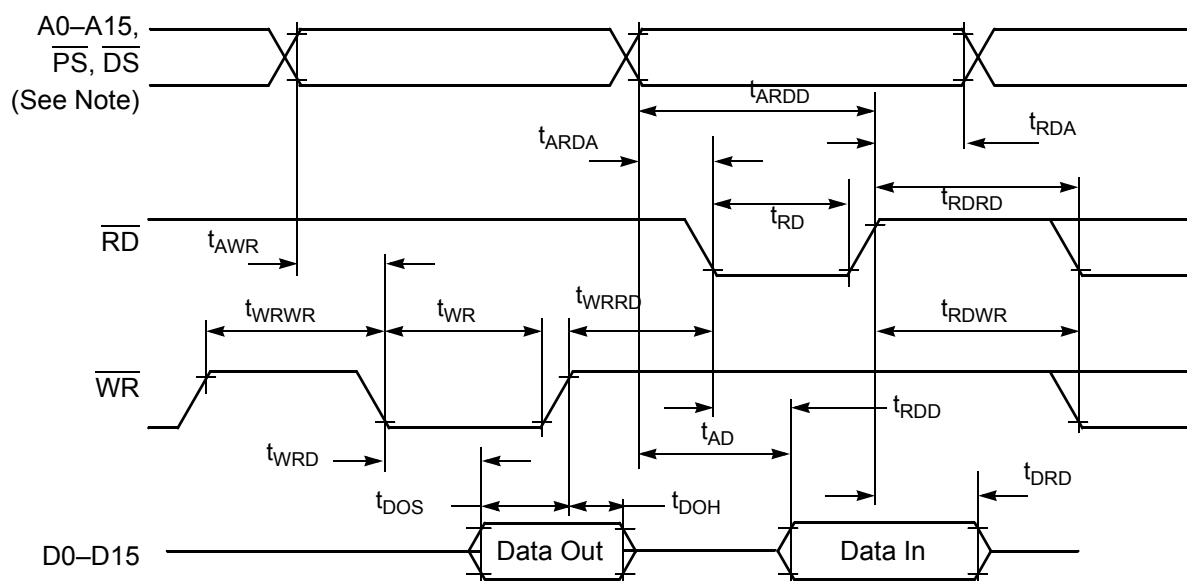 A0–A15,
PS, DS
(See Note)
tARDD
tARDA
tRDA
tRD
tRDRD
RD
tAWR
tWRWR
tWR
tWRRD
tRDWR
WR
tRDD
tAD
tWRD
tDRD
tDOS
tDOH
D0–D15
Data Out
Data In